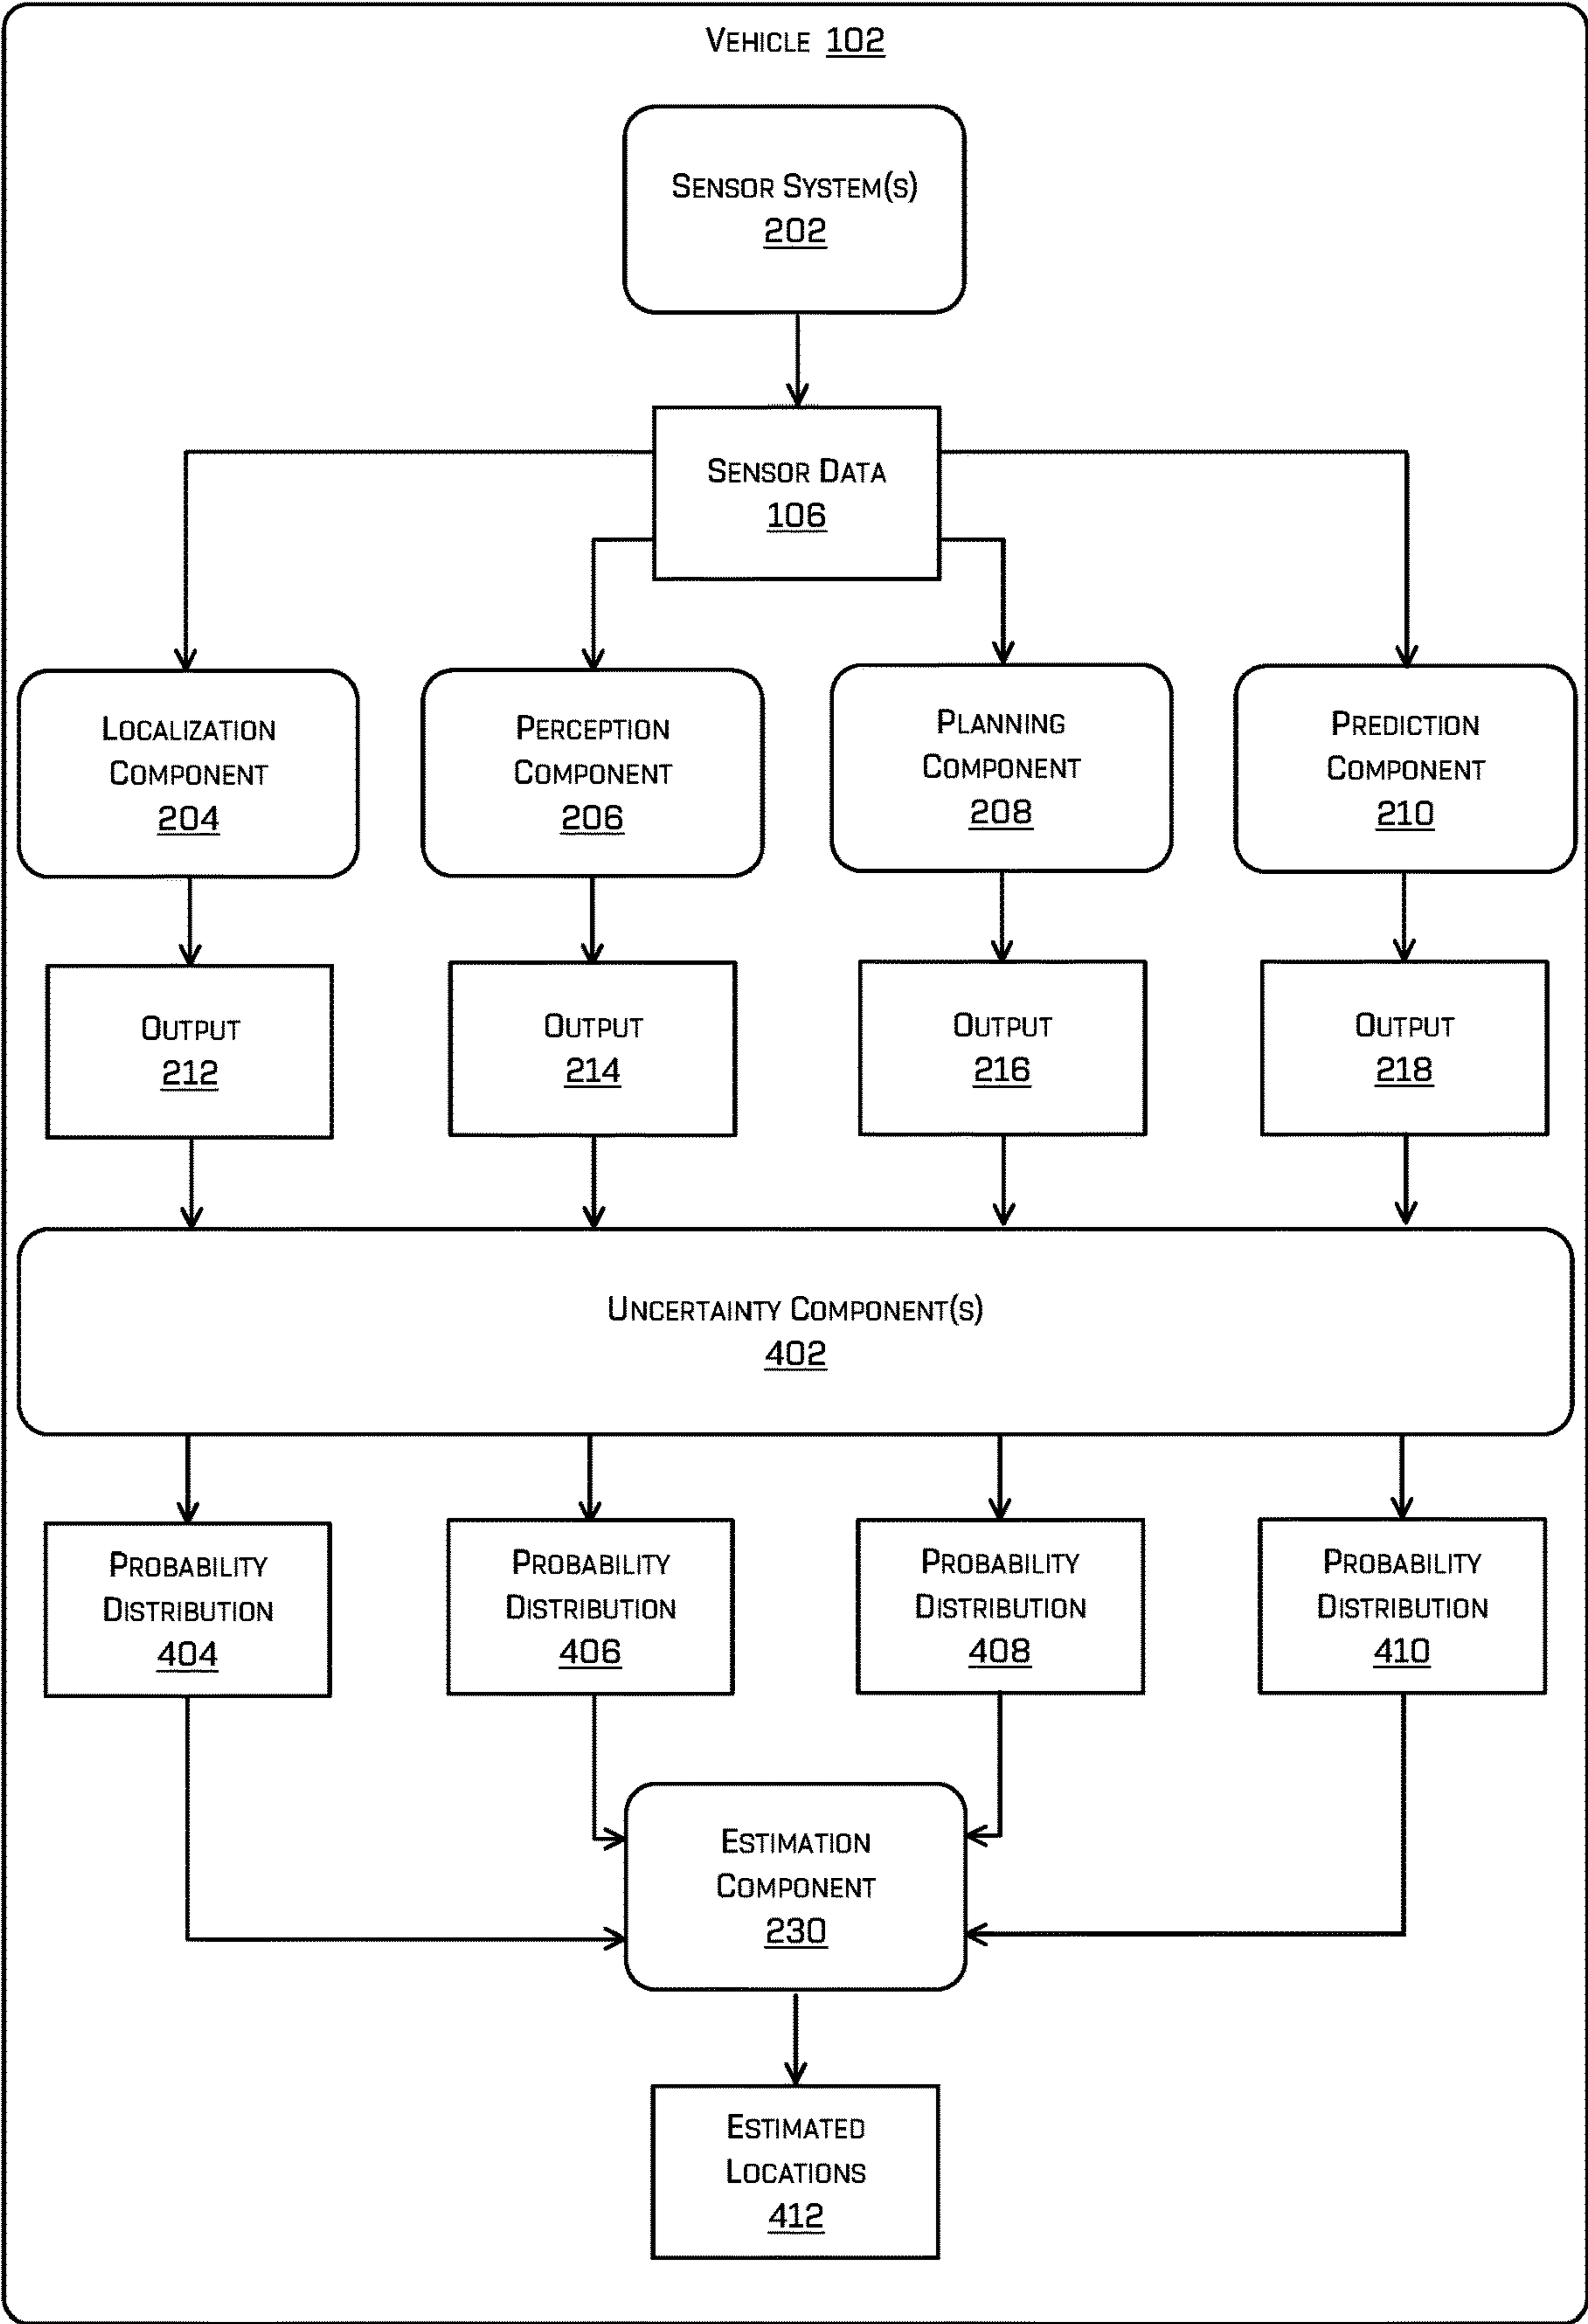 Vehicle 102
Sensor System(s)
202
Sensor Data
106
Localization
Component
204
Perception
Component
206
Planning
Component
208
Prediction
Component
210
Output
212
Output
214
Output
216
Output
218
Uncertainty Component(s)
402
Probability
Distribution
404
Probability
Distribution
406
Probability
Distribution
408
Probability
Distribution
410
Estimation
Component
230
Estimated
Locations
412